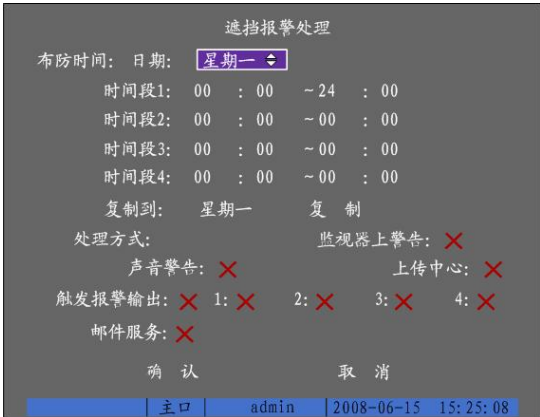 遮挡报警处理
布防时间: 日期: 星期一
时间段1: 00 : 00 ~24 : 00
时间段2: 00 : 00 ~00 : 00
时间段3: 00 : 00 ~00 : 00
时间段4: 00 : 00 ~00 : 00
复制到: 星期一 复 制
处理方式: 监视器上警告:
声音警告: 上传中心:
触发报警输出: 1: 2: 3: 4:
邮件服务:
确 认 取 消
主口 admin 2008-06-15 15:25:08